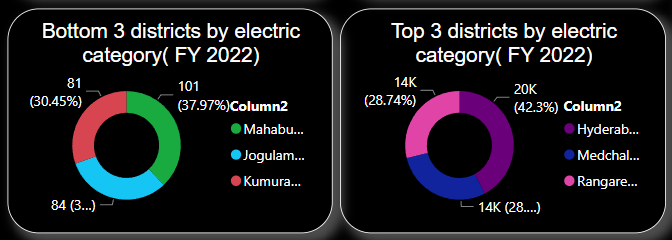 Bottom 3 districts by electric
category( FY 2022)
81
(30.45%)
101
(37.97%)
84 (3...)
Column2
Mahabu...
Jogulam...
Kumura...
Top 3 districts by electric
category( FY 2022)
14K
(28.74%)
20K
(42.3%)
14K (28....)
Column2
Hyderab...
Medchal...
Rangare...